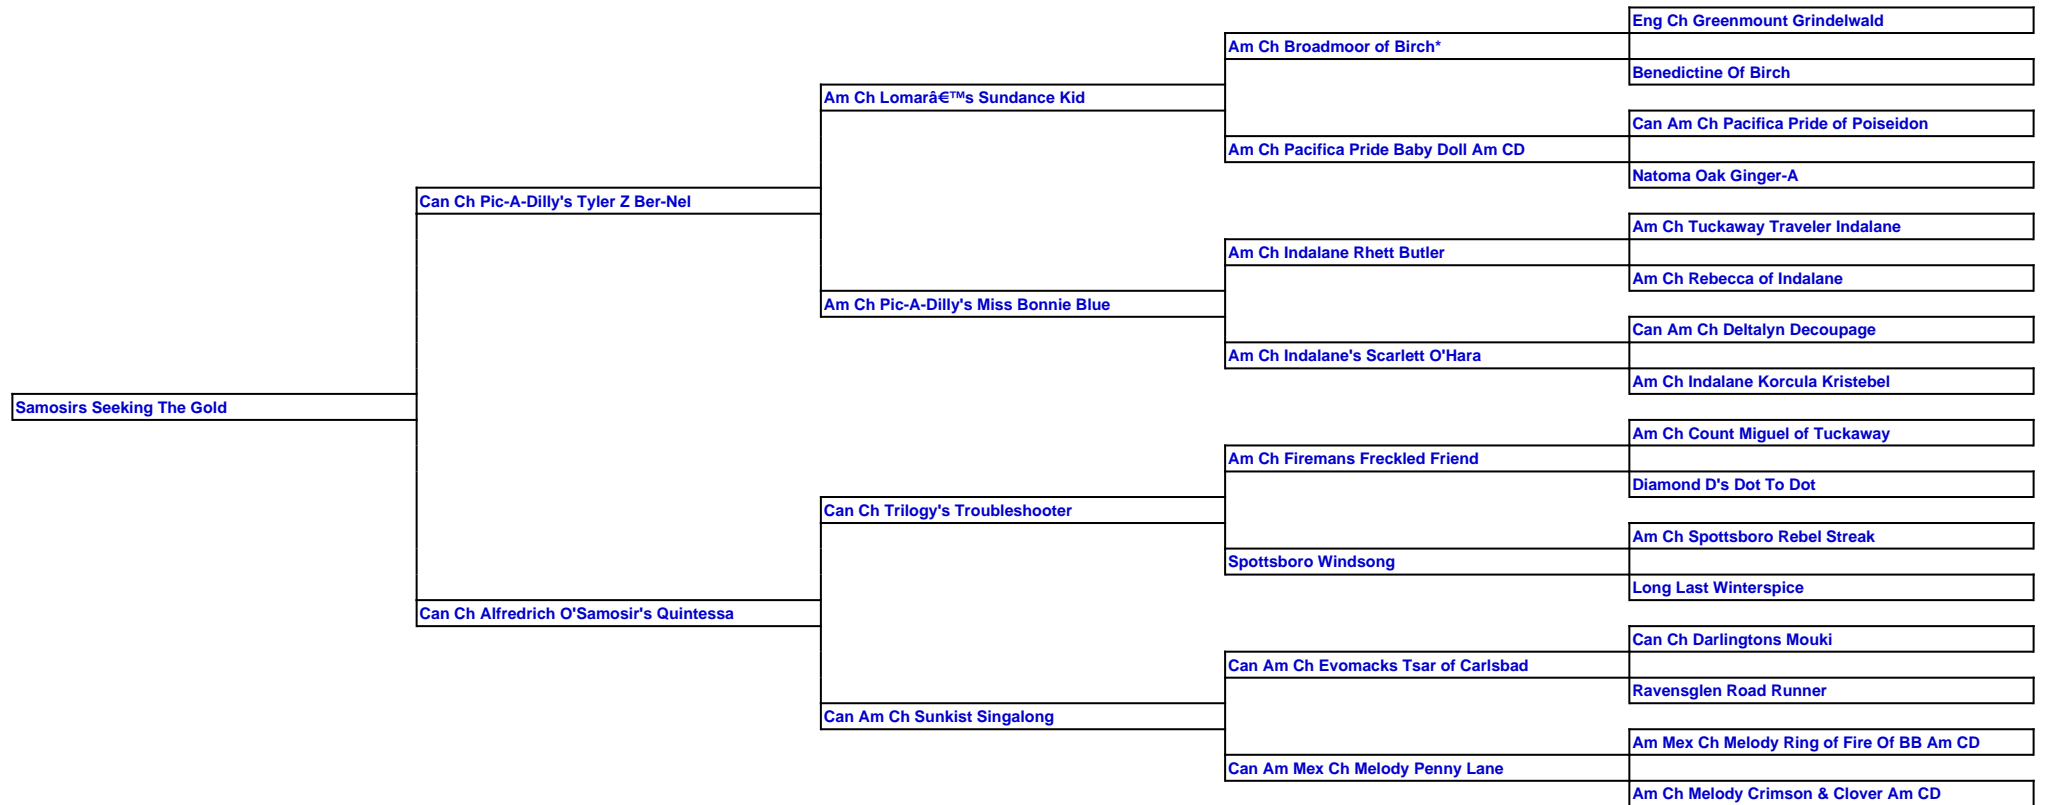 Eng Ch Greenmount Grindelwald
Am Ch Broadmoor of Birch*
Benedictine Of Birch
Am Ch Lomarâ€™s Sundance Kid
Can Am Ch Pacifica Pride of Poiseidon
Am Ch Pacifica Pride Baby Doll Am CD
Natoma Oak Ginger-A
Can Ch Pic-A-Dilly's Tyler Z Ber-Nel
Am Ch Tuckaway Traveler Indalane
Am Ch Indalane Rhett Butler
Am Ch Rebecca of Indalane
Am Ch Pic-A-Dilly's Miss Bonnie Blue
Can Am Ch Deltalyn Decoupage
Am Ch Indalane's Scarlett O'Hara
Am Ch Indalane Korcula Kristebel
Samosirs Seeking The Gold
Am Ch Count Miguel of Tuckaway
Am Ch Firemans Freckled Friend
Diamond D's Dot To Dot
Can Ch Trilogy's Troubleshooter
Am Ch Spottsboro Rebel Streak
Spottsboro Windsong
Long Last Winterspice
Can Ch Alfredrich O'Samosir's Quintessa
Can Ch Darlingtons Mouki
Can Am Ch Evomacks Tsar of Carlsbad
Ravensglen Road Runner
Can Am Ch Sunkist Singalong
Am Mex Ch Melody Ring of Fire Of BB Am CD
Can Am Mex Ch Melody Penny Lane
Am Ch Melody Crimson & Clover Am CD